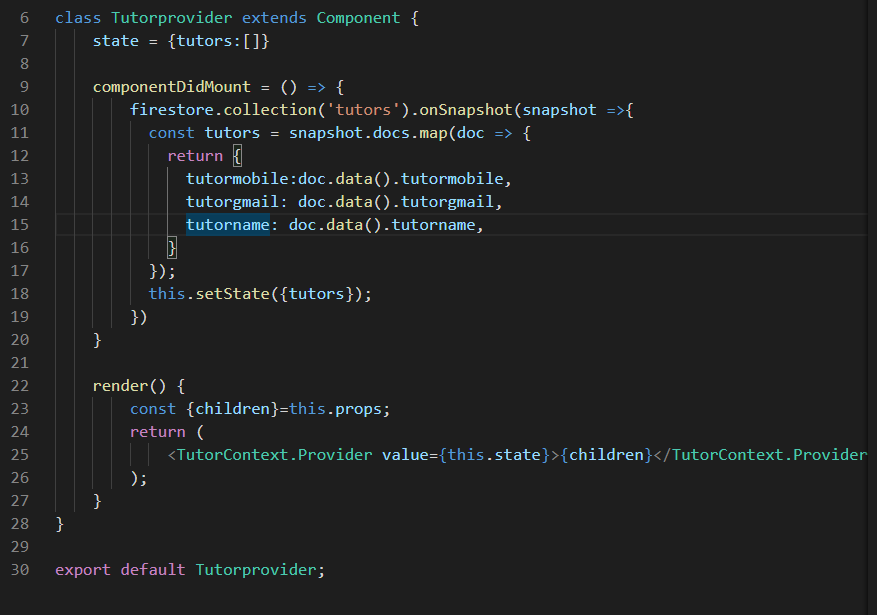 6 class Tutorprovider extends Component {
7 state = {tutors:[]}
8
9 componentDidMount = () => {
10 firestore.collection('tutors').onSnapshot(snapshot =>{
11 const tutors = snapshot.docs.map(doc => {
12 return {
13 tutormobile:doc.data().tutormobile,
14 tutorgmail: doc.data().tutorgmail,
15 tutorname: doc.data().tutorname,
16 }
17 });
18 this.setState({tutors});
19 })
20 }
21
22 render() {
23 const {children}=this.props;
24 return (
25 <TutorContext.Provider value={this.state}>{children}</TutorContext.Provider
26 );
27 }
28 }
29
30 export default Tutorprovider;